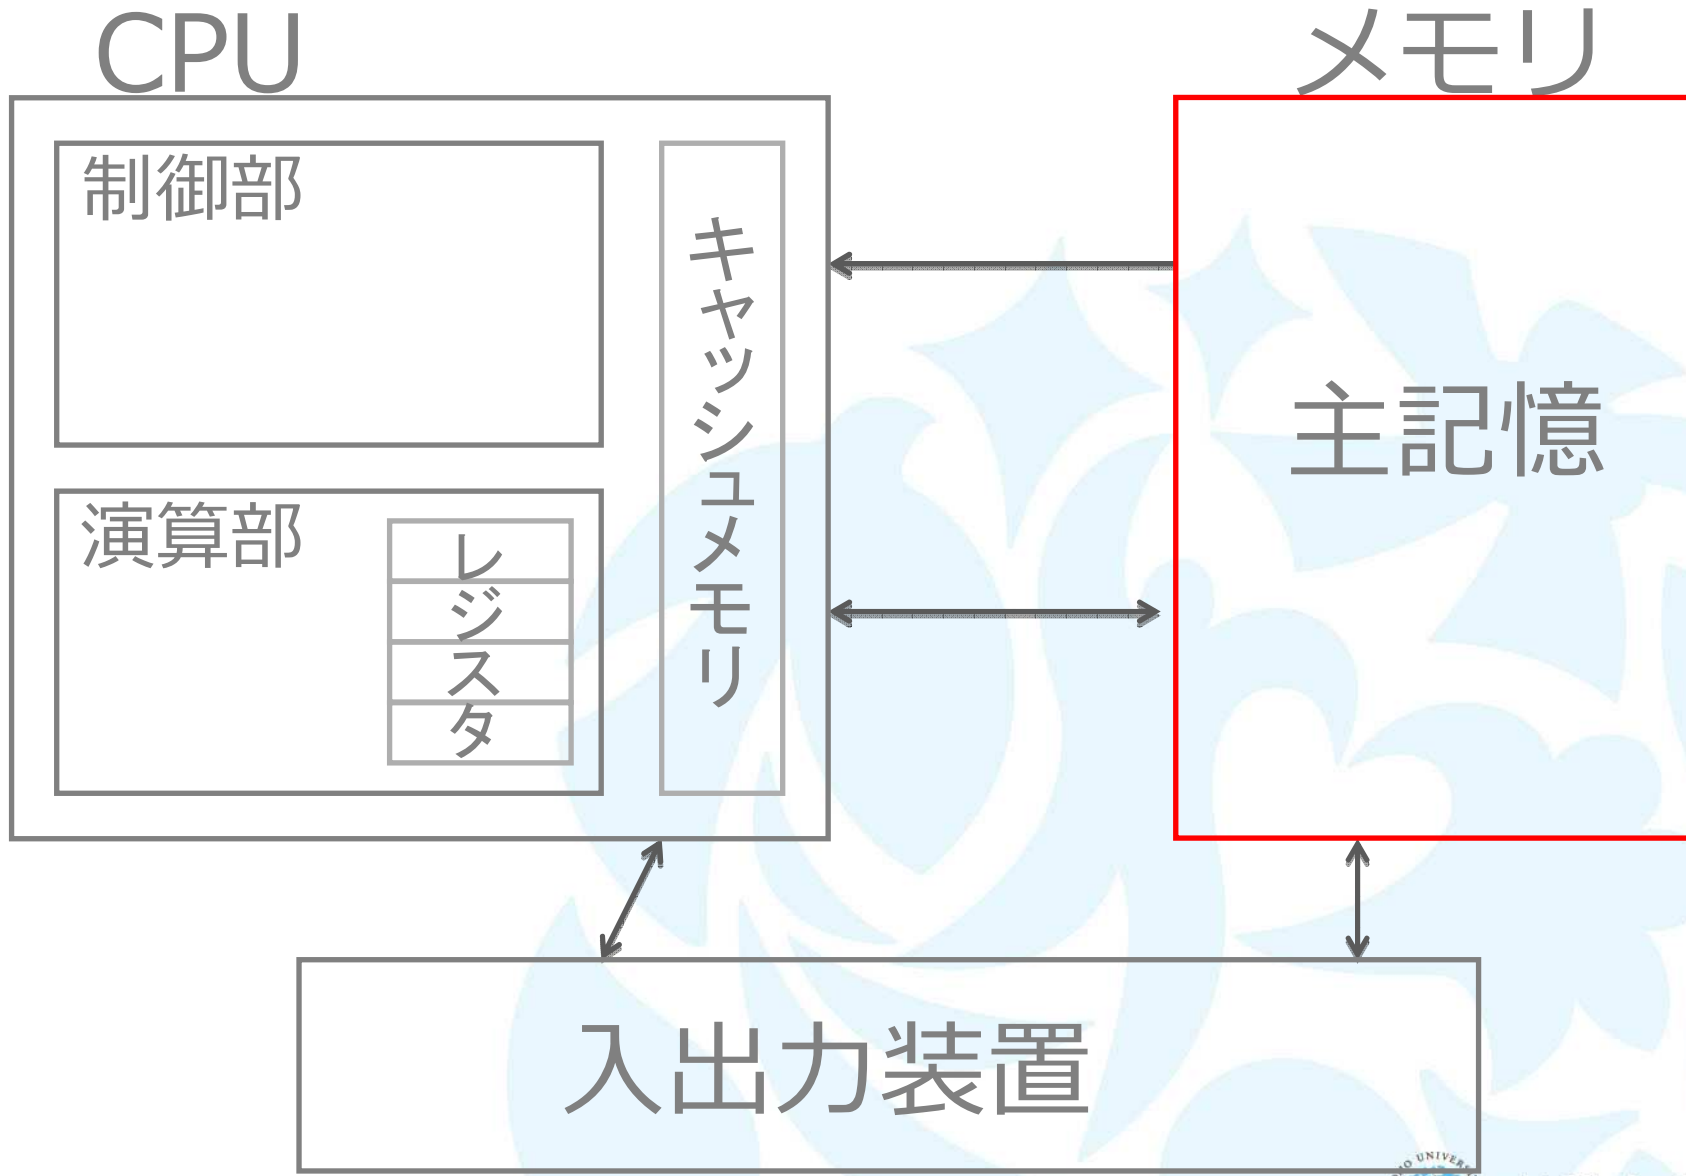 CPU
メモリ
制御部
キャッシュメモリ
主記憶
演算部
レジスタ
入出力装置